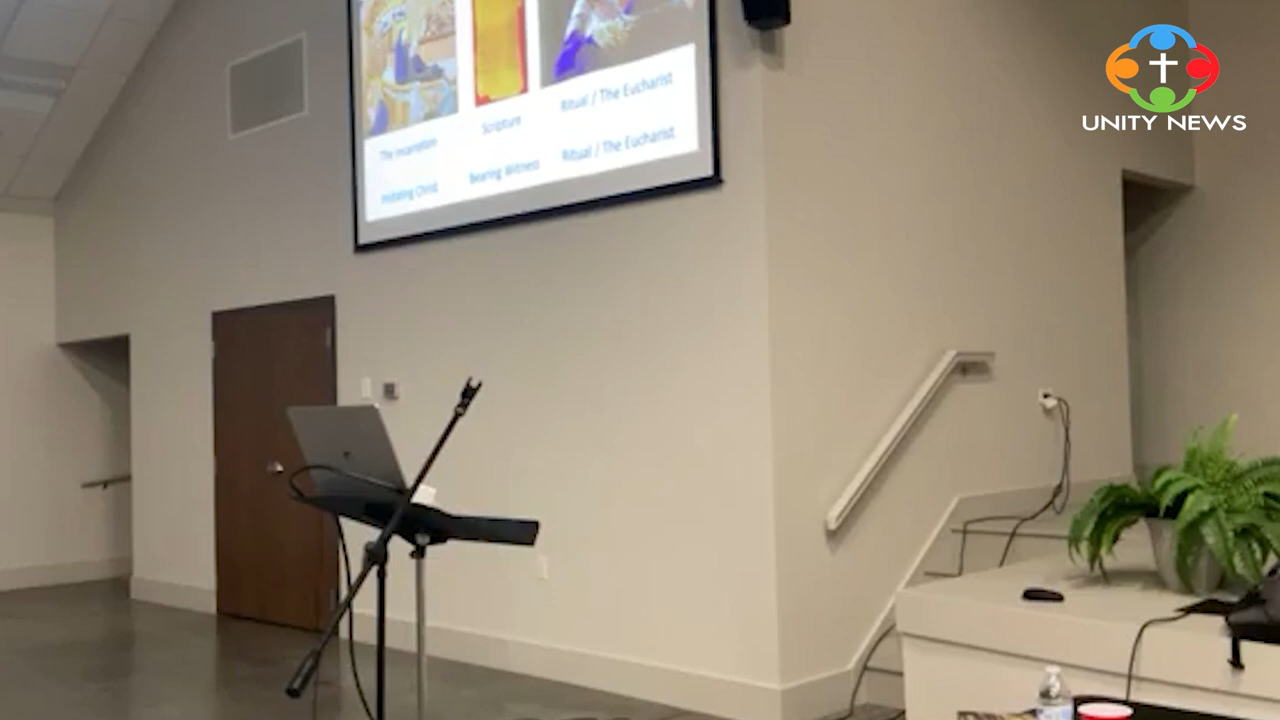 UNITY NEWS
Ritual / The Eucharist
Scripture
The Incarnation
Ritual / The Eucharist
Bearing Witness
Imitating Christ